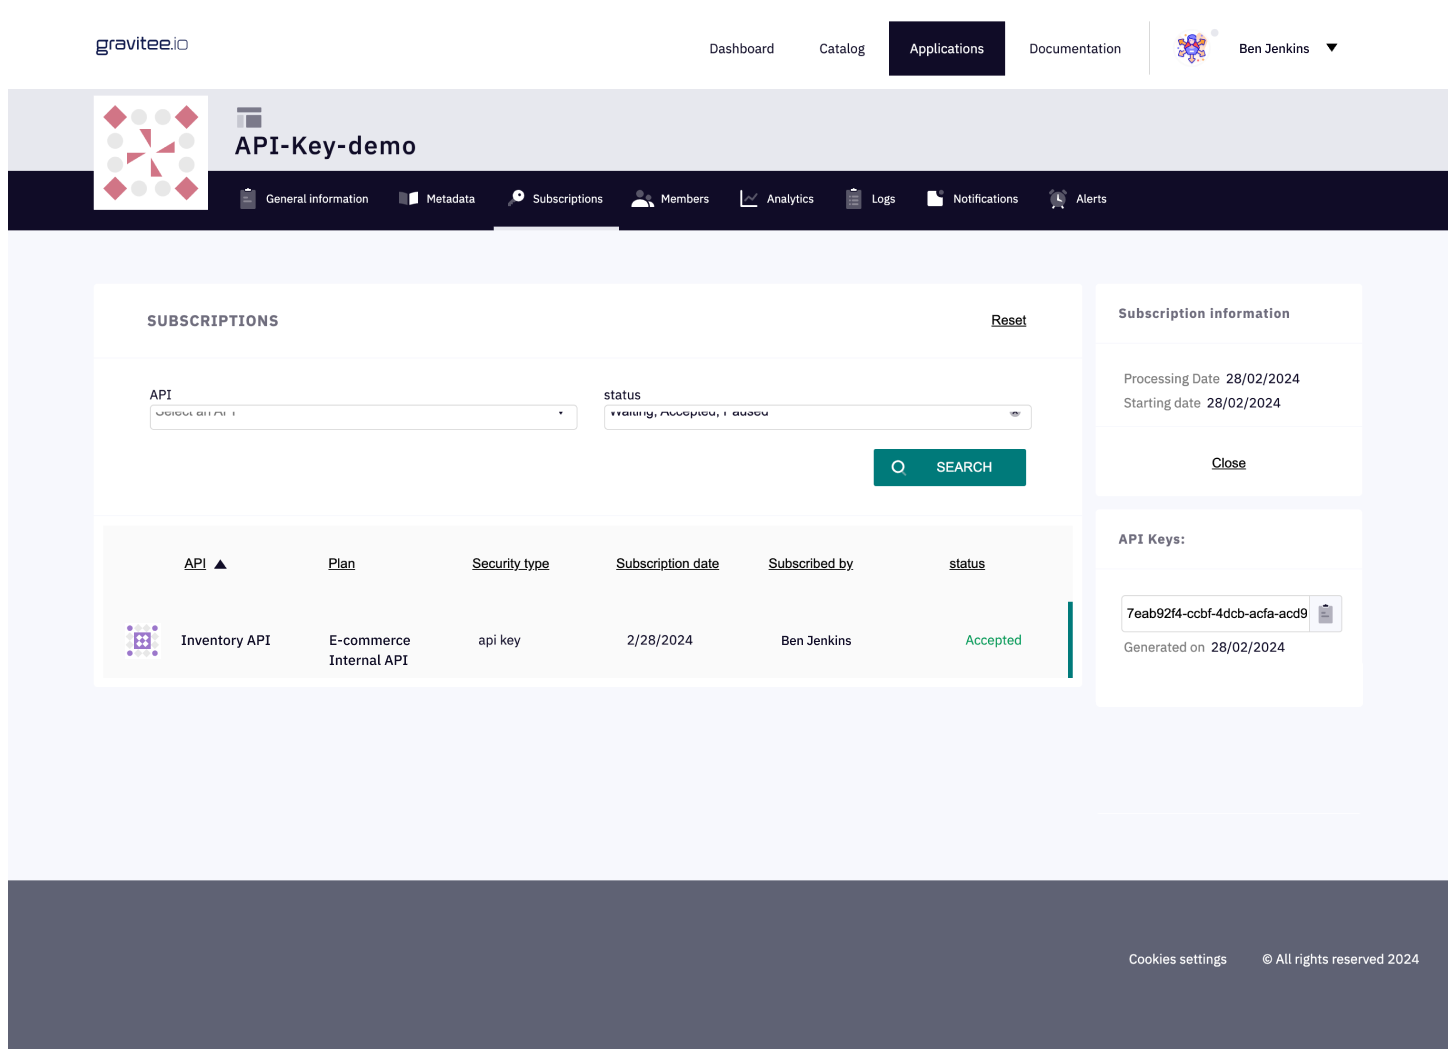 gravitee.io
Dashboard Catalog Applications Documentation Ben Jenkins
API-Key-demo
General information Metadata Subscriptions Members Analytics Logs Notifications Alerts
SUBSCRIPTIONS
Reset
API
Select an API
status
Waiting, Accepted, Paused
SEARCH
API Plan Security type Subscription date Subscribed by status
Inventory API E-commerce Internal API api key 2/28/2024 Ben Jenkins Accepted
Subscription information
Processing Date 28/02/2024
Starting date 28/02/2024
Close
API Keys:
7eab92f4-ccbf-4dcb-acfa-acd9
Generated on 28/02/2024
Cookies settings © All rights reserved 2024